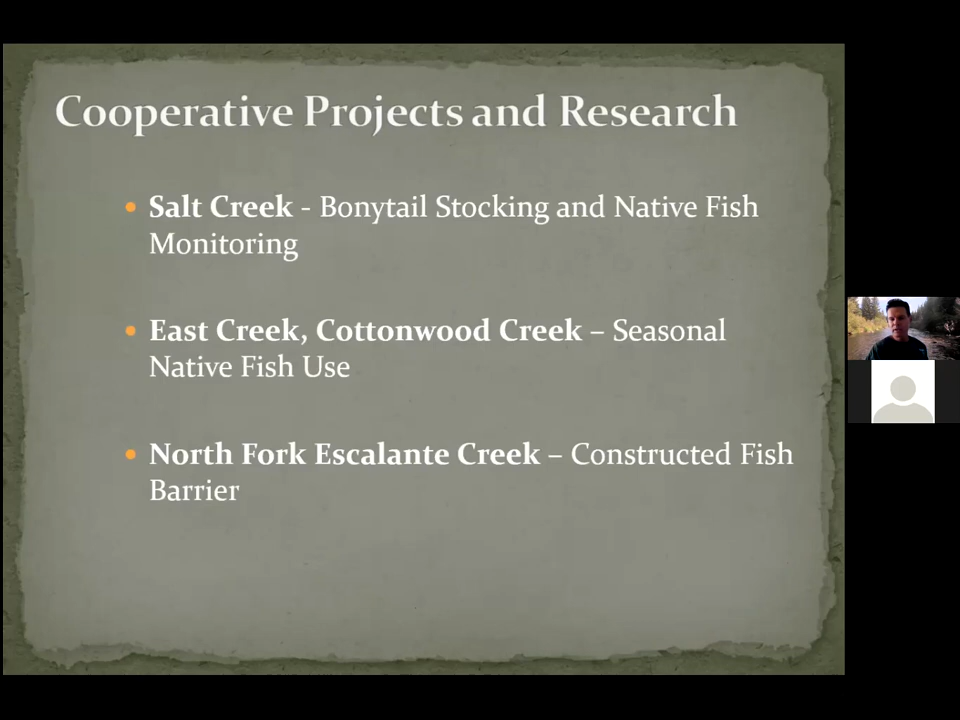 Cooperative Projects and Research
• Salt Creek - Bonytail Stocking and Native Fish
Monitoring
• East Creek, Cottonwood Creek – Seasonal
Native Fish Use
• North Fork Escalante Creek – Constructed Fish
Barrier